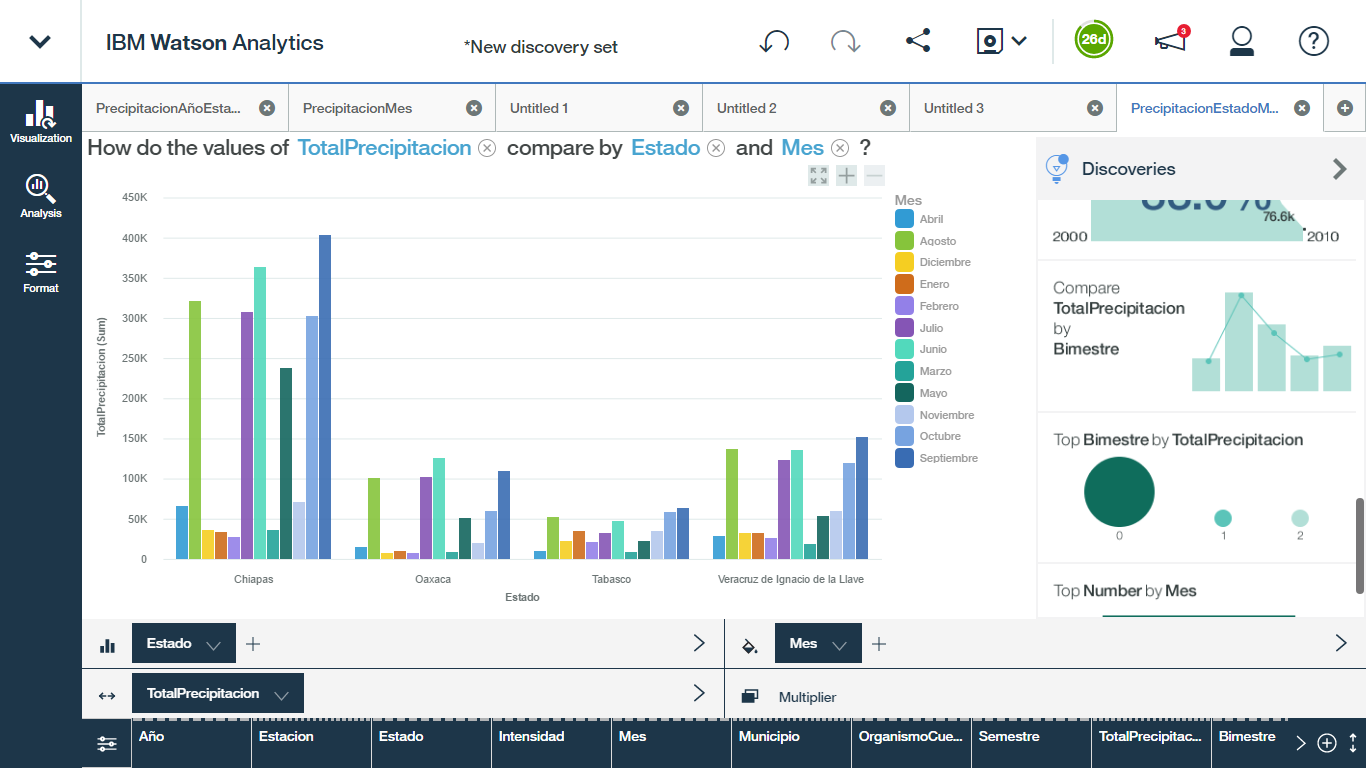 IBM Watson Analytics
*New discovery set
26d
3
Visualization
Analysis
Format
PrecipitacionAñoEsta...
PrecipitacionMes
Untitled 1
Untitled 2
Untitled 3
PrecipitacionEstadoM...
How do the values of TotalPrecipitacion compare by Estado and Mes ?
450K
400K
350K
300K
250K
200K
150K
100K
50K
0
TotalPrecipitacion (Sum)
Chiapas
Oaxaca
Tabasco
Veracruz de Ignacio de la Llave
Estado
Mes
Abril
Agosto
Diciembre
Enero
Febrero
Julio
Junio
Marzo
Mayo
Noviembre
Octubre
Septiembre
Discoveries
76.6k
2000
2010
Compare
TotalPrecipitacion
by
Bimestre
Top Bimestre by TotalPrecipitacion
0
1
2
Top Number by Mes
Estado
Mes
TotalPrecipitacion
Multiplier
Año
Estacion
Estado
Intensidad
Mes
Municipio
OrganismoCue...
Semestre
TotalPrecipitac...
Bimestre